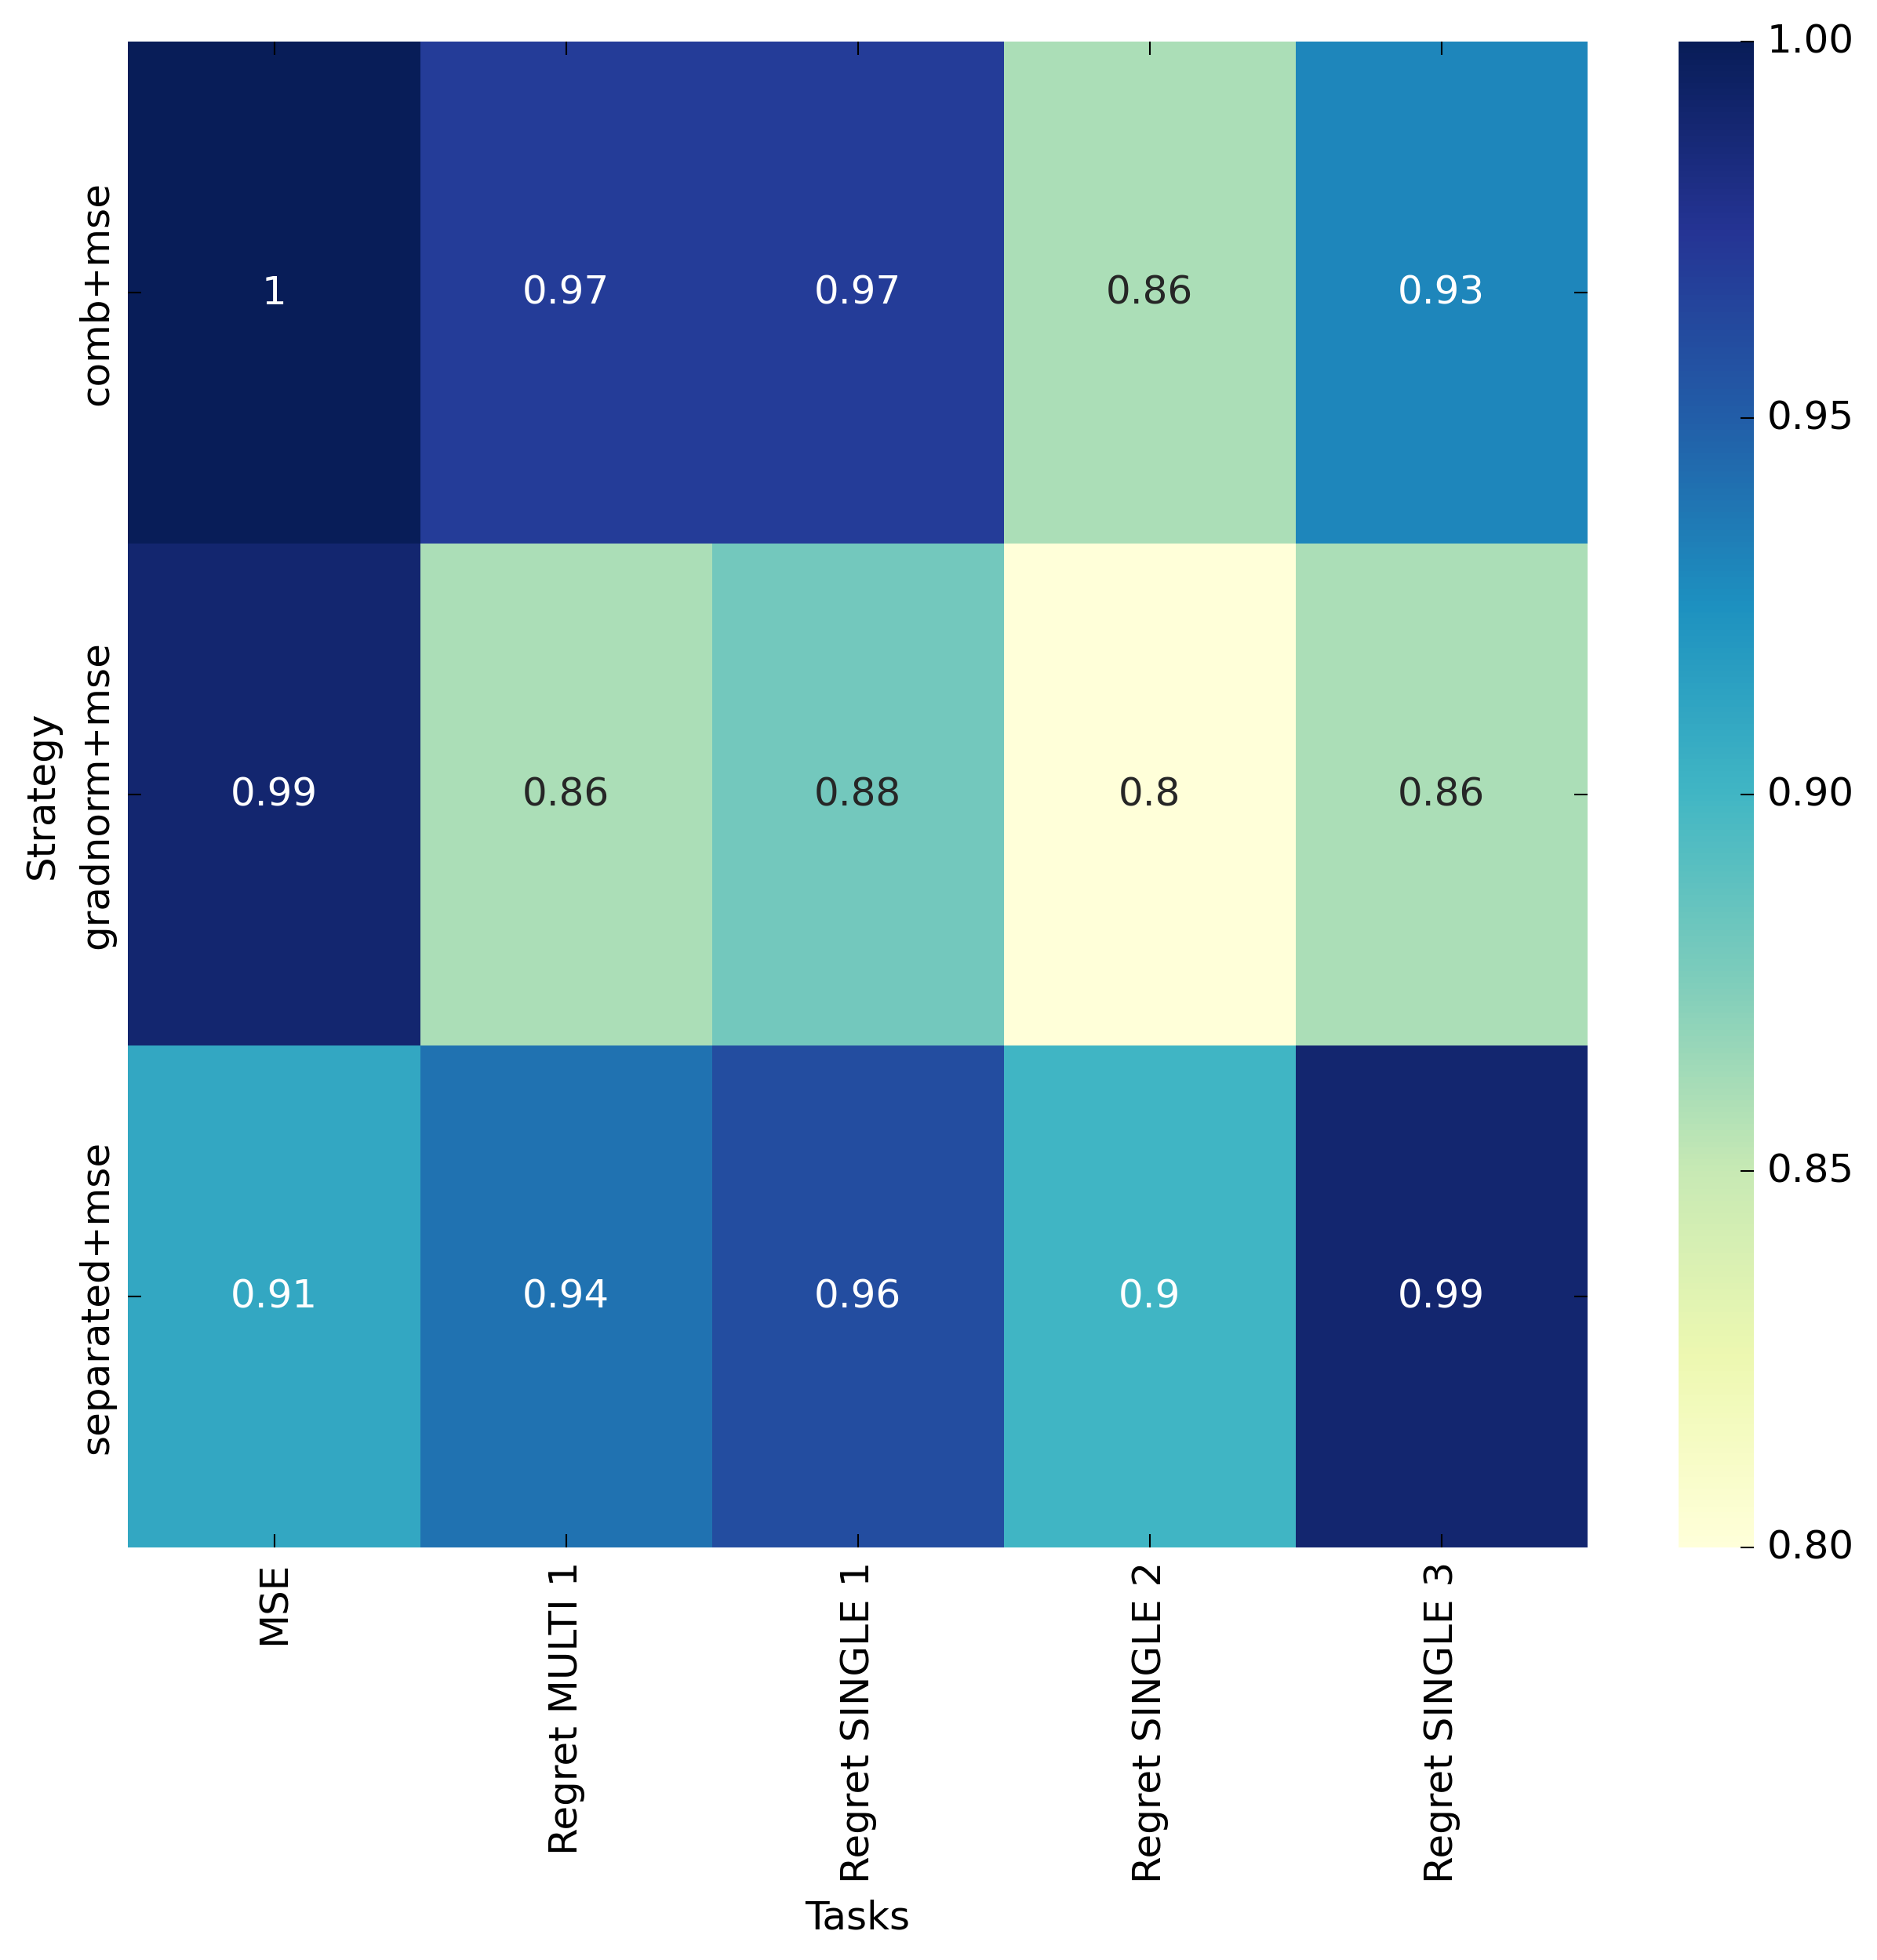 Strategy
comb+mse
1 0.97 0.97 0.86 0.93
gradnorm+mse
0.99 0.86 0.88 0.8 0.86
separated+mse
0.91 0.94 0.96 0.9 0.99
MSE
Regret MULTI 1
Regret SINGLE 1
Regret SINGLE 2
Regret SINGLE 3
Tasks
1.00
0.95
0.90
0.85
0.80